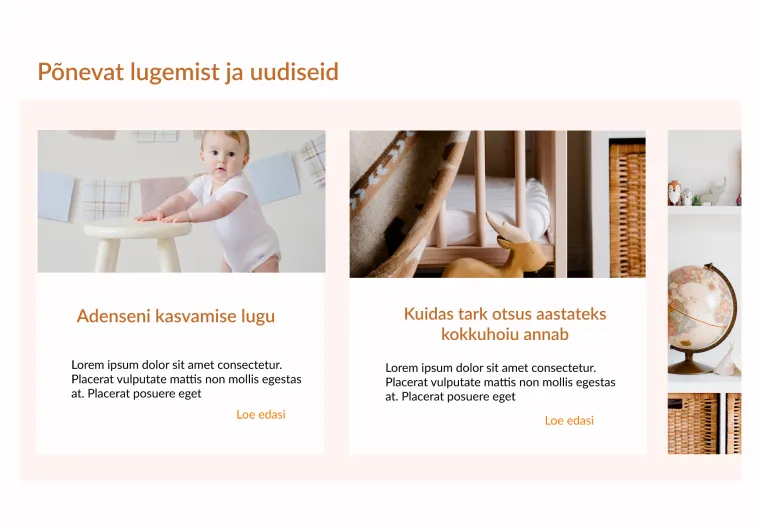 Põnevat lugemist ja uudiseid
Adenseni kasvamise lugu
Lorem ipsum dolor sit amet consectetur.
Placerat vulputate mattis non mollis egestas
at. Placerat posuere eget
Loe edasi
Kuidas tark otsus aastateks
kokkuhoiu annab
Lorem ipsum dolor sit amet consectetur.
Placerat vulputate mattis non mollis egestas
at. Placerat posuere eget
Loe edasi